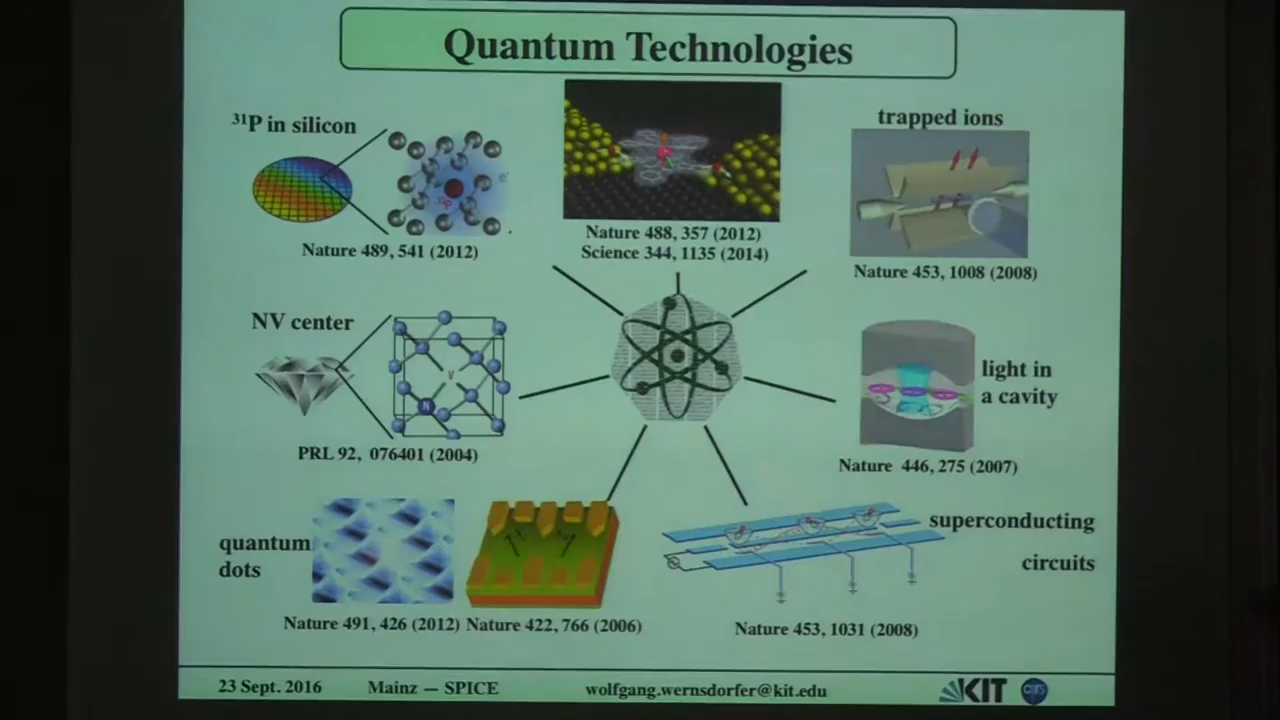 Quantum Technologies
³¹P in silicon
Nature 489, 541 (2012)
Nature 488, 357 (2012)
Science 344, 1135 (2014)
trapped ions
Nature 453, 1008 (2008)
NV center
V
N
PRL 92, 076401 (2004)
light in
a cavity
Nature 446, 275 (2007)
quantum
dots
Nature 491, 426 (2012)
Nature 422, 766 (2006)
superconducting
circuits
Nature 453, 1031 (2008)
23 Sept. 2016
Mainz — SPICE
wolfgang.wernsdorfer@kit.edu
KIT